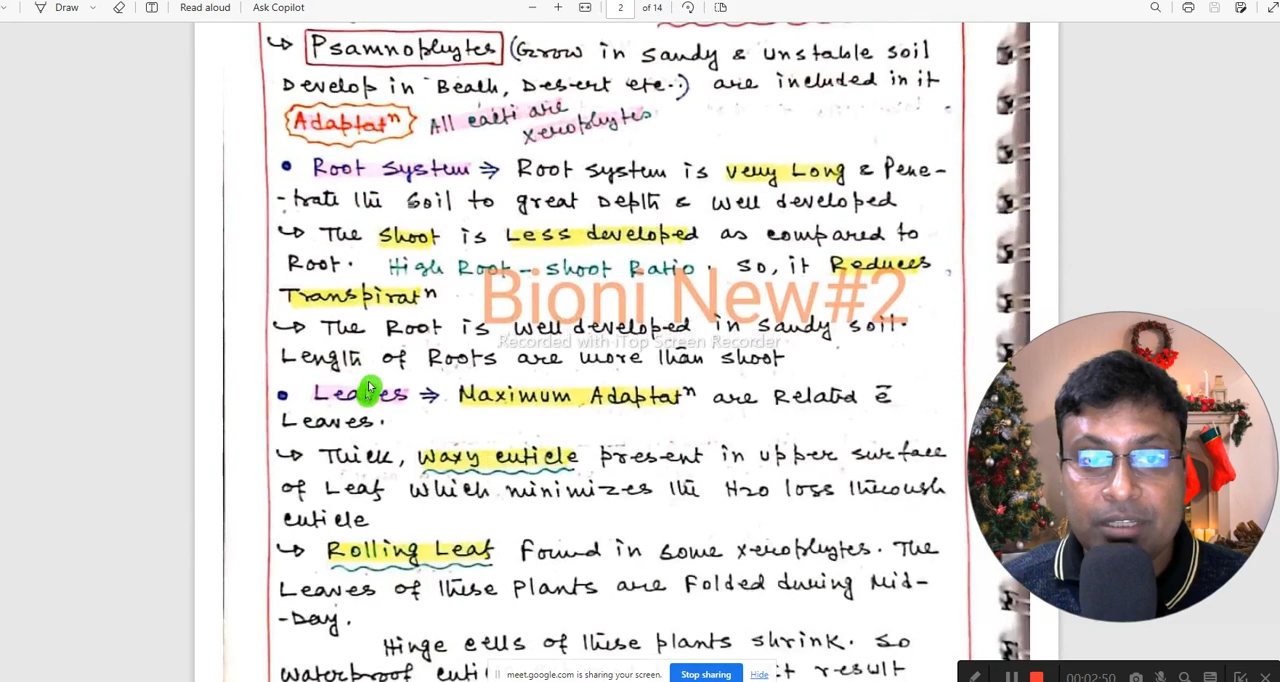 Draw Read aloud Ask Copilot 2 of 14
↳ Psamnophytes (Grow in sandy & unstable soil
Develop in Beach, Desert etc..) are included in it
Adaptatⁿ All cacti are
xerophytes
• Root system ⇒ Root system is very Long & Pene-
-trate the soil to great Depth & well developed
↳ The shoot is Less developed as compared to
Root. High Root-shoot Ratio. So, it Reduces
Transpiratⁿ
Bioni New#2
↳ The Root is well developed in sandy soil.
Recorded with iTop Screen Recorder
Length of Roots are more than shoot
• Leaves ⇒ Maximum Adaptatⁿ are Related c̄
Leaves.
↳ Thick, waxy cuticle present in upper surface
of Leaf which minimizes the H2O loss through
cuticle
↳ Rolling Leaf Found in some xerophytes. The
Leaves of these Plants are Folded during Mid-
-Day.
Hinge cells of these plants shrink. So
waterproof cuti it result
meet.google.com is sharing your screen. Stop sharing Hide
00:02:50